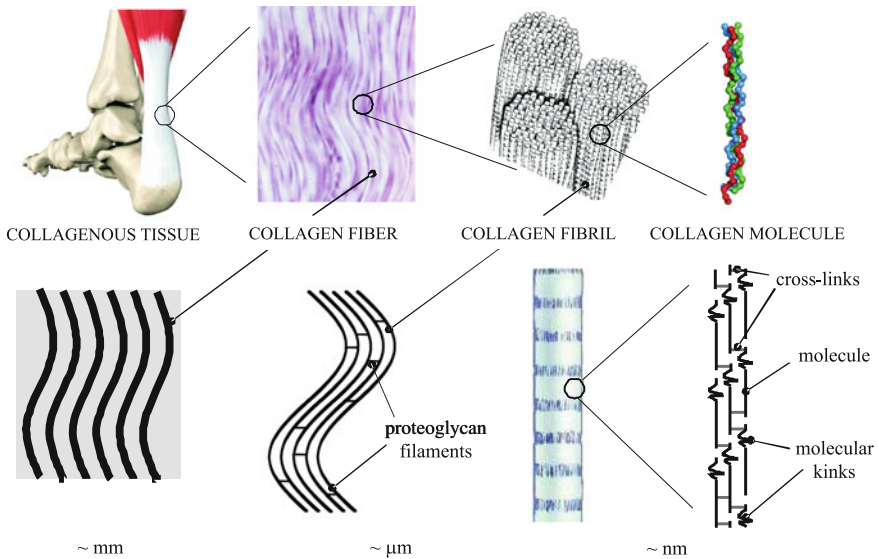 COLLAGENOUS TISSUE
COLLAGEN FIBER
COLLAGEN FIBRIL
COLLAGEN MOLECULE
cross-links
molecule
proteoglycan
filaments
molecular
kinks
~ mm
~ μm
~ nm